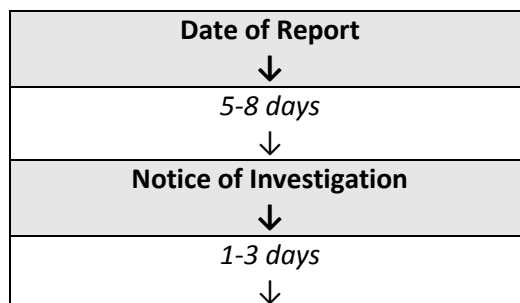 Date of Report
↓
5-8 days
↓
Notice of Investigation
↓
1-3 days
↓